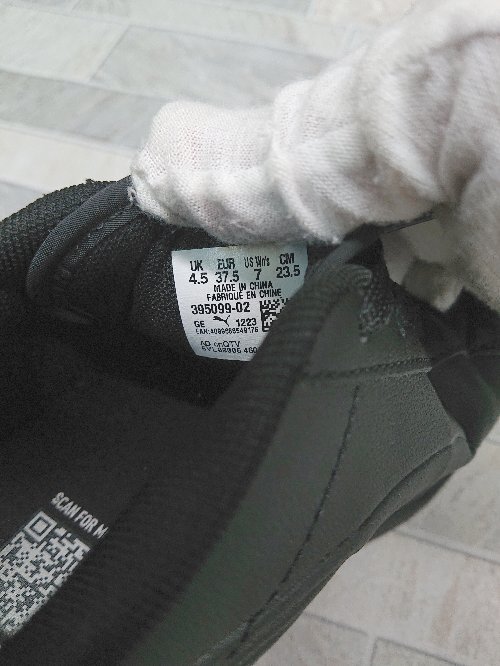 UK EUR US Wn's CM
4.5 37.5 7 23.5
MADE IN CHINA
FABRIQUÉ EN CHINE
395099-02
GE 1223
SCAN FOR M